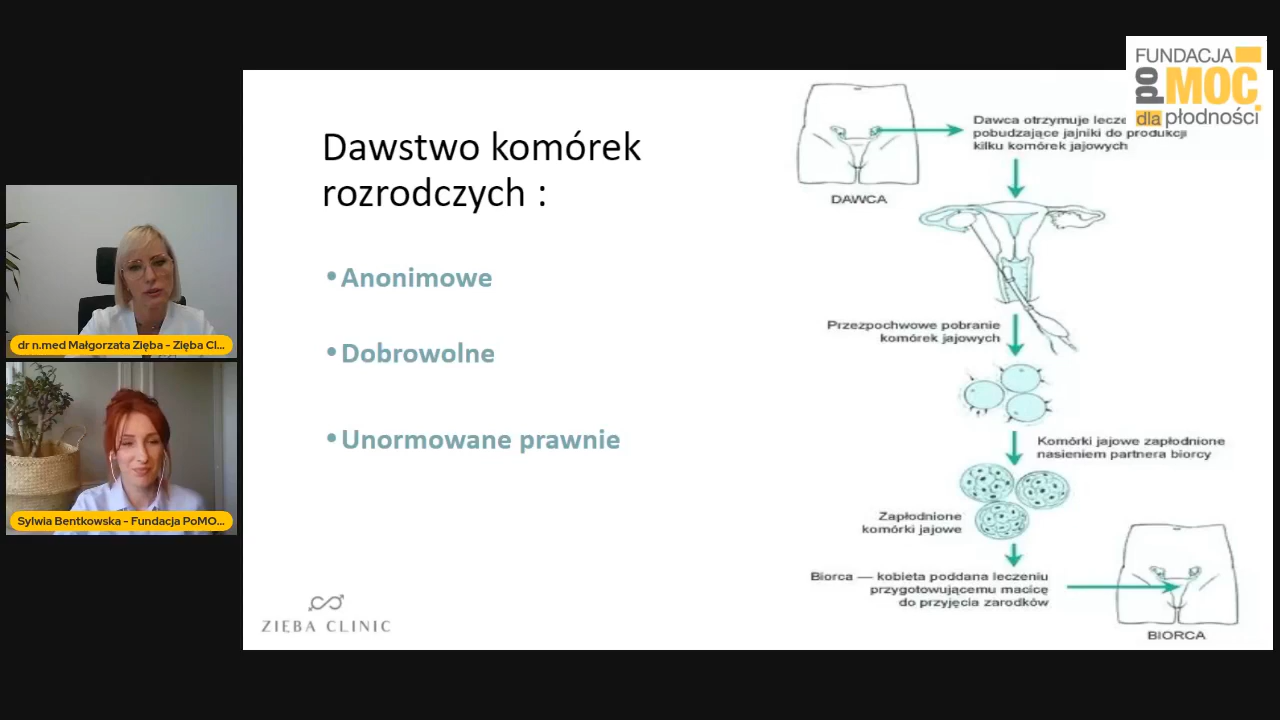 FUNDACJA
poMOC
dla płodności
Dawstwo komórek
rozrodczych :
•Anonimowe
•Dobrowolne
•Unormowane prawnie
ZIĘBA CLINIC
Dawca otrzymuje lecze
pobudzające jajniki do produkcji
kilku komórek jajowych
DAWCA
Przezpochwowe pobranie
komórek jajowych
Komórki jajowe zapłodnione
nasieniem partnera biorcy
Zapłodnione
komórki jajowe
Biorca — kobieta poddana leczeniu
przygotowującemu macicę
do przyjęcia zarodków
BIORCA
dr n.med Małgorzata Zięba - Zięba Cl...
Sylwia Bentkowska - Fundacja PoMO...